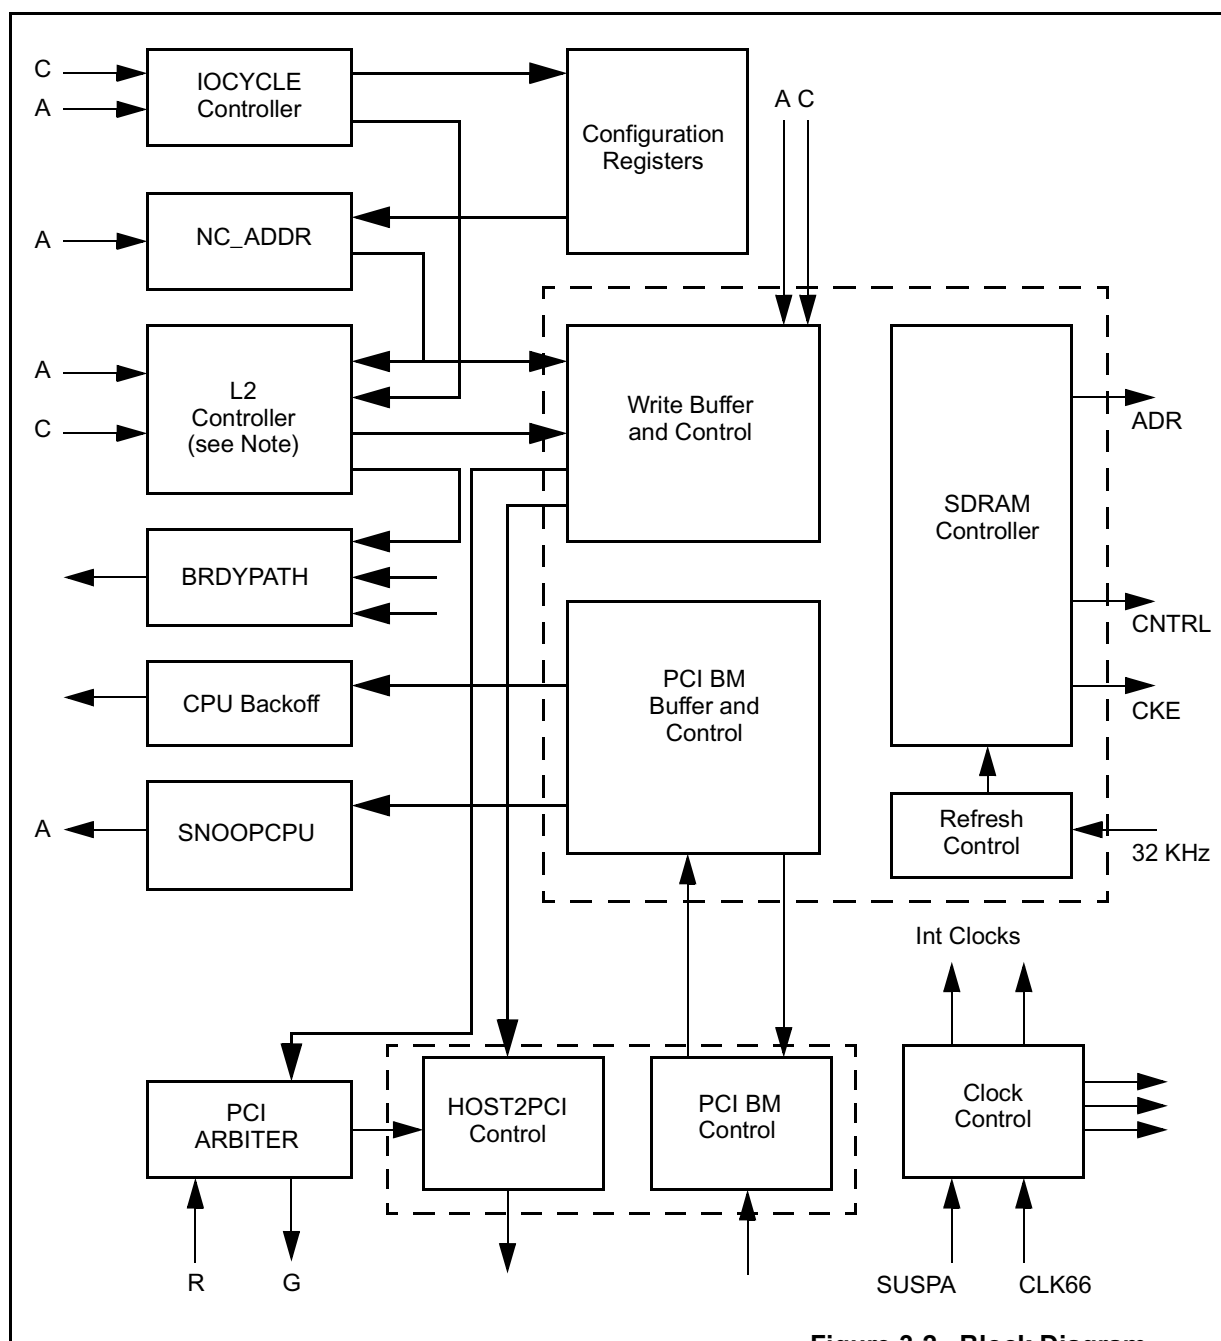 C
A
IOCYCLE
Controller
Configuration
Registers
A C
A
NC_ADDR
A
C
L2
Controller
(see Note)
Write Buffer
and Control
SDRAM
Controller
ADR
CNTRL
CKE
BRDYPATH
CPU Backoff
PCI BM
Buffer and
Control
A
SNOOPCPU
Refresh
Control
32 KHz
Int Clocks
PCI
ARBITER
HOST2PCI
Control
PCI BM
Control
Clock
Control
R
G
SUSPA
CLK66
Figure 3-2. Block Diagram